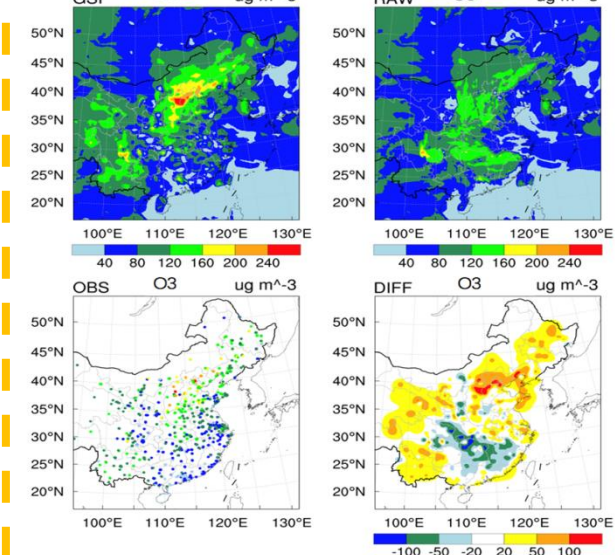 GSI ug m^-3
50°N
45°N
40°N
35°N
30°N
25°N
20°N
100°E 110°E 120°E 130°E
40 80 120 160 200 240
RAW ug m^-3
50°N
45°N
40°N
35°N
30°N
25°N
20°N
100°E 110°E 120°E 130°E
40 80 120 160 200 240
OBS O3 ug m^-3
50°N
45°N
40°N
35°N
30°N
25°N
20°N
100°E 110°E 120°E 130°E
DIFF O3 ug m^-3
50°N
45°N
40°N
35°N
30°N
25°N
20°N
100°E 110°E 120°E 130°E
-100 -50 -20 20 50 100